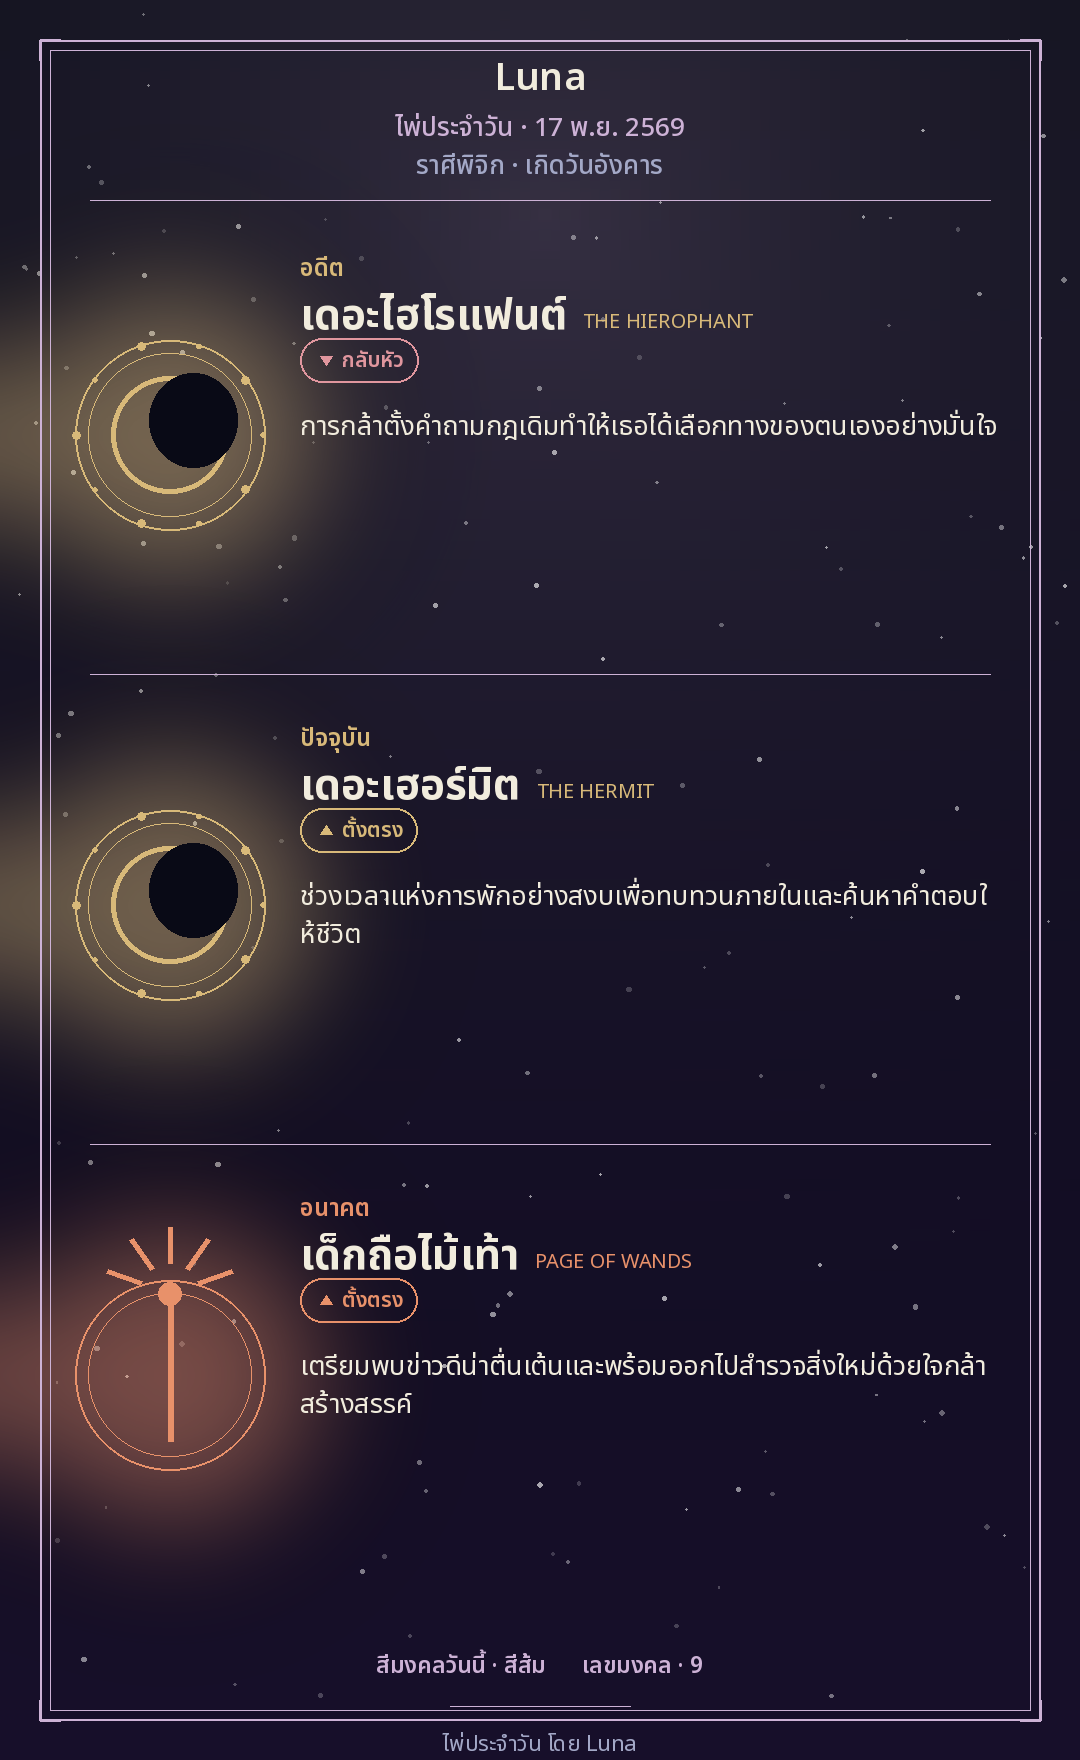 Luna
ไพ่ประจำวัน · 17 พ.ย. 2569
ราศีพิจิก · เกิดวันอังคาร
อดีต
เดอะไฮโรแฟนต์ THE HIEROPHANT
▼ กลับหัว
การกล้าตั้งคำถามกฎเดิมทำให้เธอได้เลือกทางของตนเองอย่างมั่นใจ
ปัจจุบัน
เดอะเฮอร์มิต THE HERMIT
▲ ตั้งตรง
ช่วงเวลาแห่งการพักอย่างสงบเพื่อทบทวนภายในและค้นหาคำตอบใ
ห้ชีวิต
อนาคต
เด็กถือไม้เท้า PAGE OF WANDS
▲ ตั้งตรง
เตรียมพบข่าวดีน่าตื่นเต้นและพร้อมออกไปสำรวจสิ่งใหม่ด้วยใจกล้า
สร้างสรรค์
สีมงคลวันนี้ · สีส้ม เลขมงคล · 9
ไพ่ประจำวัน โดย Luna